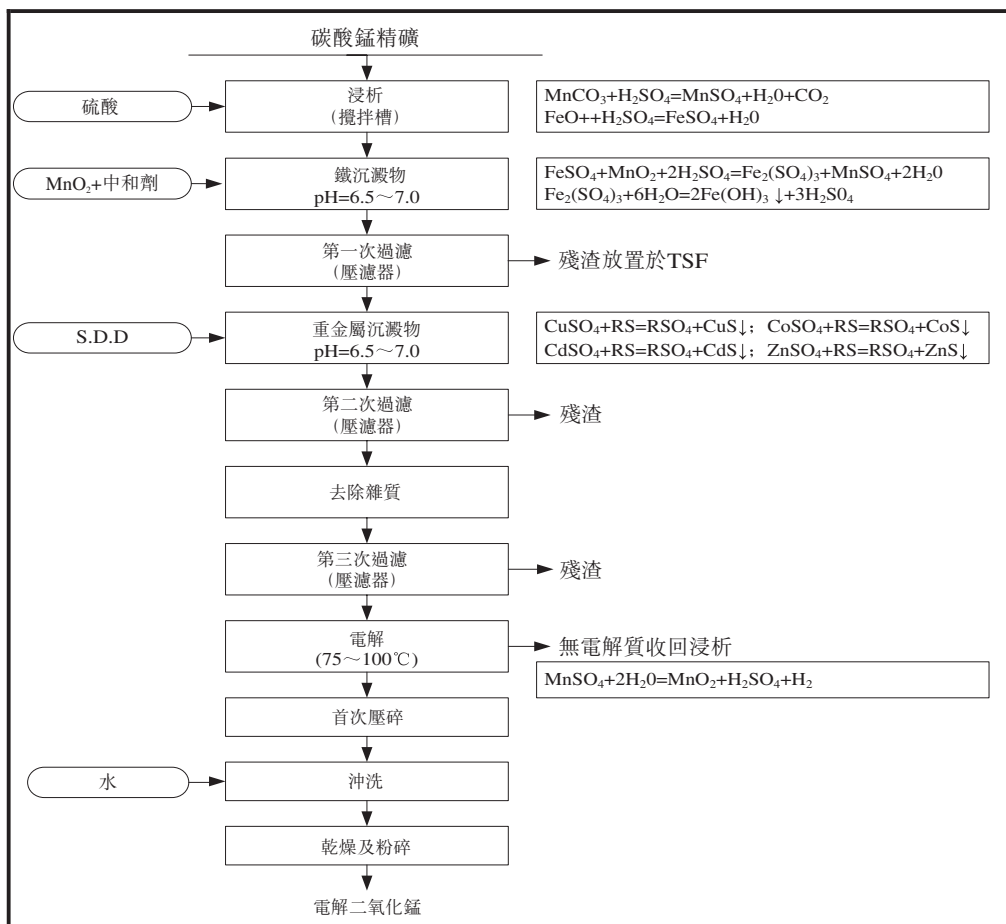 碳酸錳精礦
硫酸
浸析
(攪拌槽)
MnCO₃+H₂SO₄=MnSO₄+H₂0+CO₂
FeO++H₂SO₄=FeSO₄+H₂0
MnO₂+中和劑
鐵沉澱物
pH=6.5～7.0
FeSO₄+MnO₂+2H₂SO₄=Fe₂(SO₄)₃+MnSO₄+2H₂0
Fe₂(SO₄)₃+6H₂O=2Fe(OH)₃↓+3H₂S0₄
第一次過濾
(壓濾器)
殘渣放置於TSF
S.D.D
重金屬沉澱物
pH=6.5～7.0
CuSO₄+RS=RSO₄+CuS↓；CoSO₄+RS=RSO₄+CoS↓
CdSO₄+RS=RSO₄+CdS↓；ZnSO₄+RS=RSO₄+ZnS↓
第二次過濾
(壓濾器)
殘渣
去除雜質
第三次過濾
(壓濾器)
殘渣
電解
(75～100℃)
無電解質收回浸析
MnSO₄+2H₂0=MnO₂+H₂SO₄+H₂
首次壓碎
水
沖洗
乾燥及粉碎
電解二氧化錳